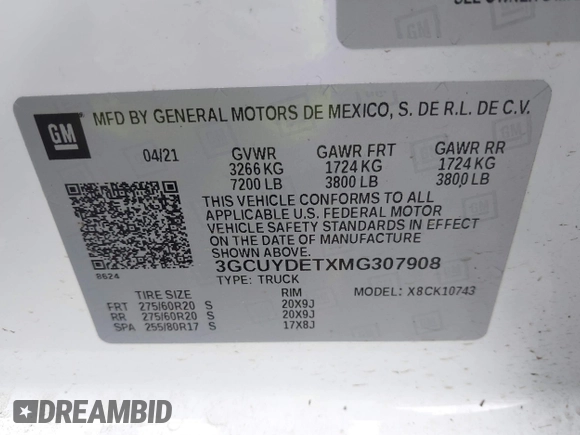 GM
MFD BY GENERAL MOTORS DE MEXICO, S. DE R.L. DE C.V.
04/21 GVWR GAWR FRT GAWR RR
3266 KG 1724 KG 1724 KG
7200 LB 3800 LB 3800 LB
THIS VEHICLE CONFORMS TO ALL
APPLICABLE U.S. FEDERAL MOTOR
VEHICLE SAFETY STANDARDS IN EFFECT
ON THE DATE OF MANUFACTURE
SHOWN ABOVE.
8624
3GCUYDETXMG307908
TYPE: TRUCK MODEL: X8CK10743
TIRE SIZE RIM
FRT 275/60R20 S 20X9J
RR 275/60R20 S 20X9J
SPA 255/80R17 S 17X8J
DREAMBID